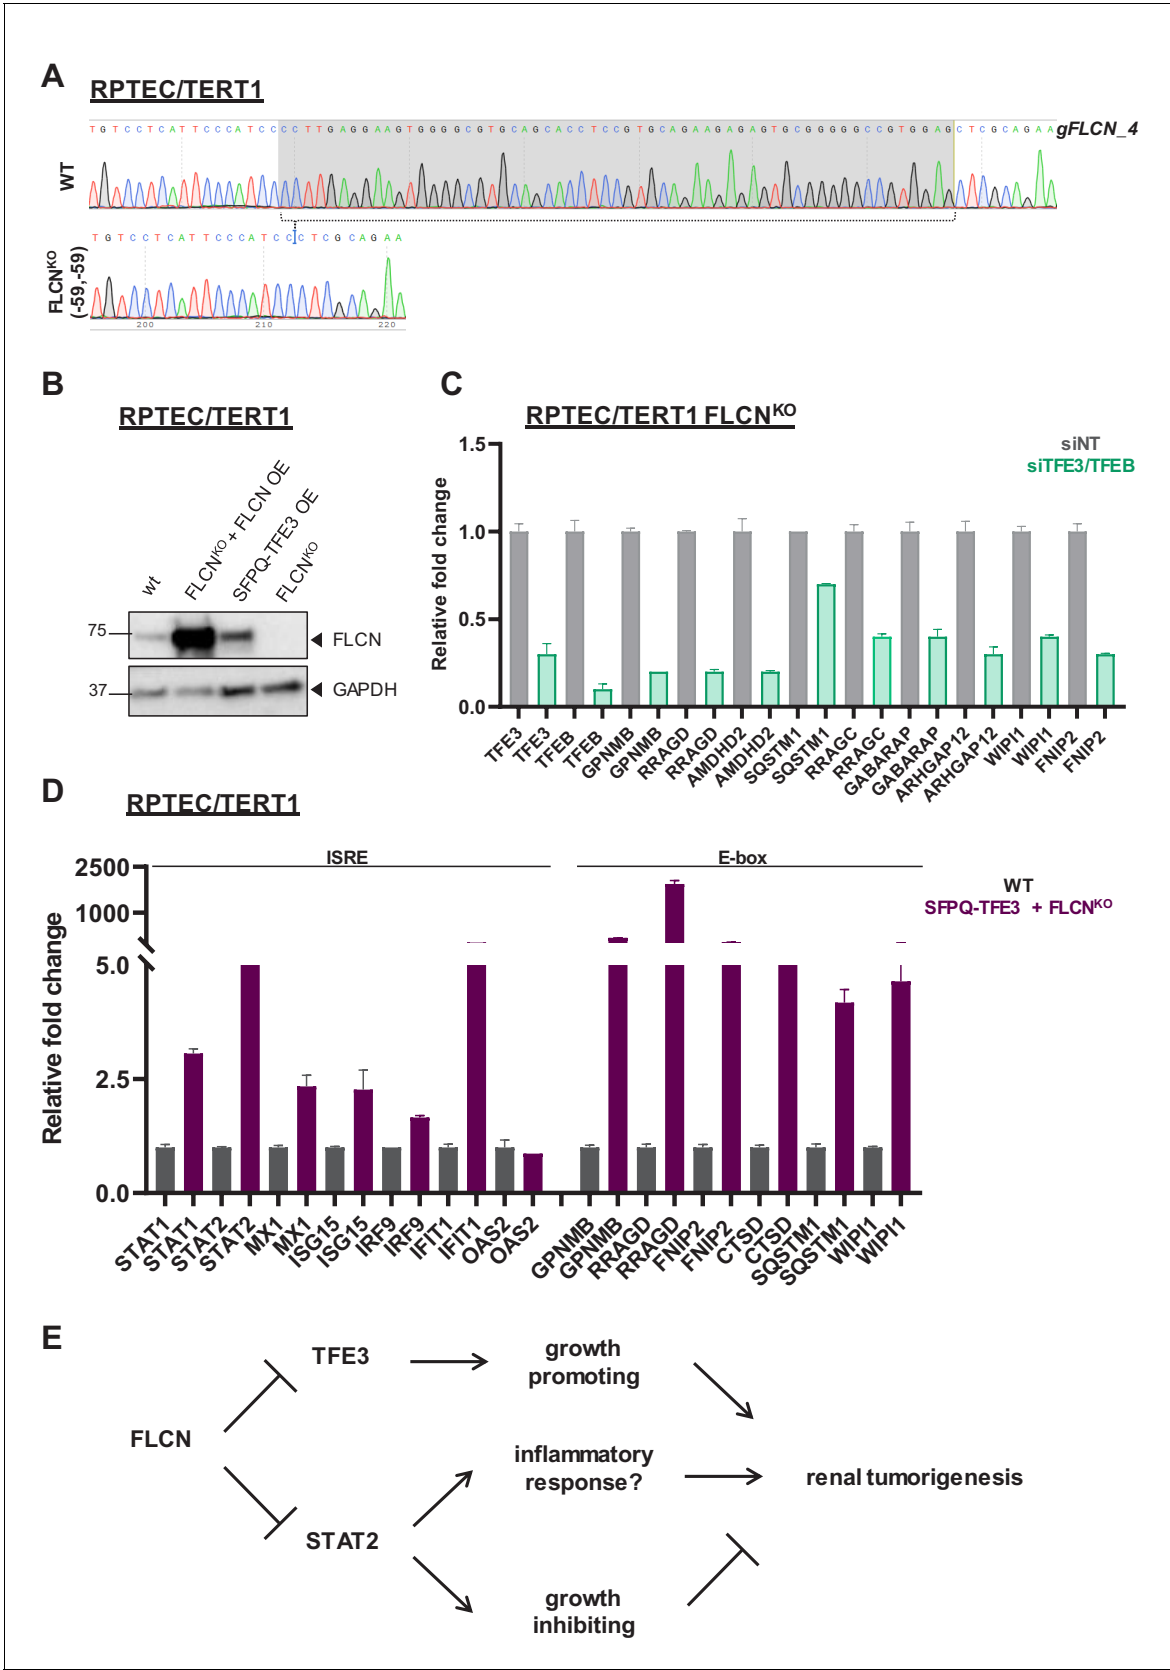 A
RPTEC/TERT1
TGTCCTCATTCCCATCCCCTTGAGGAAGTGGGGCGTGCAGCACCTCCGTGCAGAAGAGAGTGCGGGGGCCGTGGAGCTCGCAGAA gFLCN_4
WT
TGTCCTCATTCCCATCCCTCGCAGAA
FLCNKO
(-59,-59)
200 210 220
B
RPTEC/TERT1
wt
FLCNKO + FLCN OE
SFPQ-TFE3 OE
FLCNKO
75
FLCN
37
GAPDH
C
RPTEC/TERT1 FLCNKO
siNT
siTFE3/TFEB
Relative fold change
1.5
1.0
0.5
0.0
TFE3
TFE3
TFEB
TFEB
GPNMB
GPNMB
RRAGD
RRAGD
AMDHD2
AMDHD2
SQSTM1
SQSTM1
RRAGC
RRAGC
GABARAP
GABARAP
ARHGAP12
ARHGAP12
WIPI1
WIPI1
FNIP2
FNIP2
D
RPTEC/TERT1
ISRE
E-box
WT
SFPQ-TFE3 + FLCNKO
Relative fold change
2500
1000
5.0
2.5
0.0
STAT1
STAT1
STAT2
STAT2
MX1
MX1
ISG15
ISG15
IRF9
IRF9
IFIT1
IFIT1
OAS2
OAS2
GPNMB
GPNMB
RRAGD
RRAGD
FNIP2
FNIP2
CTSD
CTSD
SQSTM1
SQSTM1
WIPI1
WIPI1
E
FLCN
TFE3
growth
promoting
inflammatory
response?
renal tumorigenesis
STAT2
growth
inhibiting